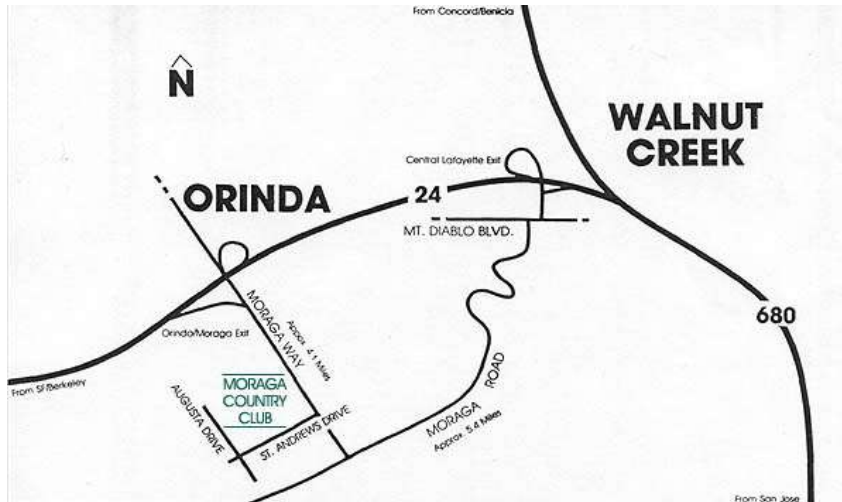 From Concord/Benicia
N
WALNUT
CREEK
Central Lafayette Exit
ORINDA
24
MT. DIABLO BLVD.
680
MORAGA WAY
Approx. 4.1 Miles
Orinda/Moraga Exit
From SF/Berkeley
MORAGA
COUNTRY
CLUB
AUGUSTA DRIVE
ST. ANDREWS DRIVE
MORAGA ROAD
Approx. 5.4 Miles
From San Jose